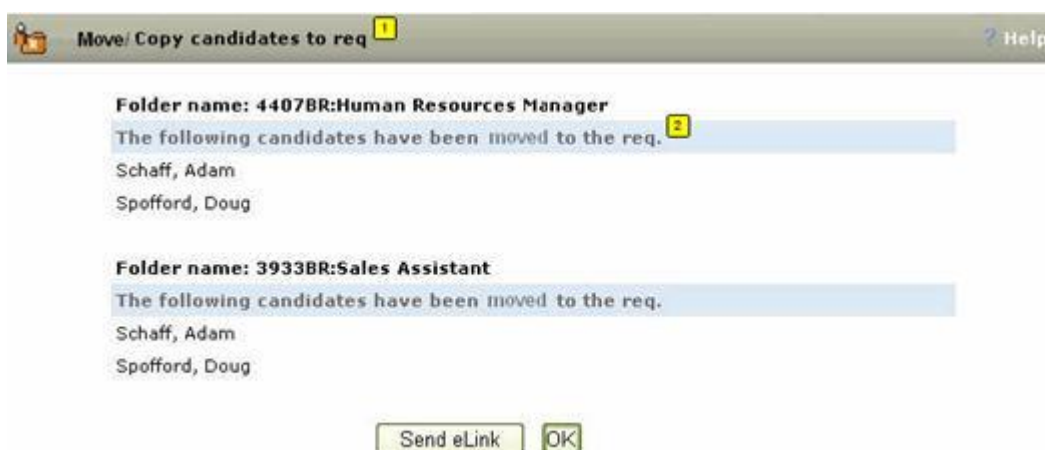 Move/ Copy candidates to req 1 ? Help
Folder name: 4407BR:Human Resources Manager
The following candidates have been moved to the req. 2
Schaff, Adam
Spofford, Doug
Folder name: 3933BR:Sales Assistant
The following candidates have been moved to the req.
Schaff, Adam
Spofford, Doug
Send eLink OK